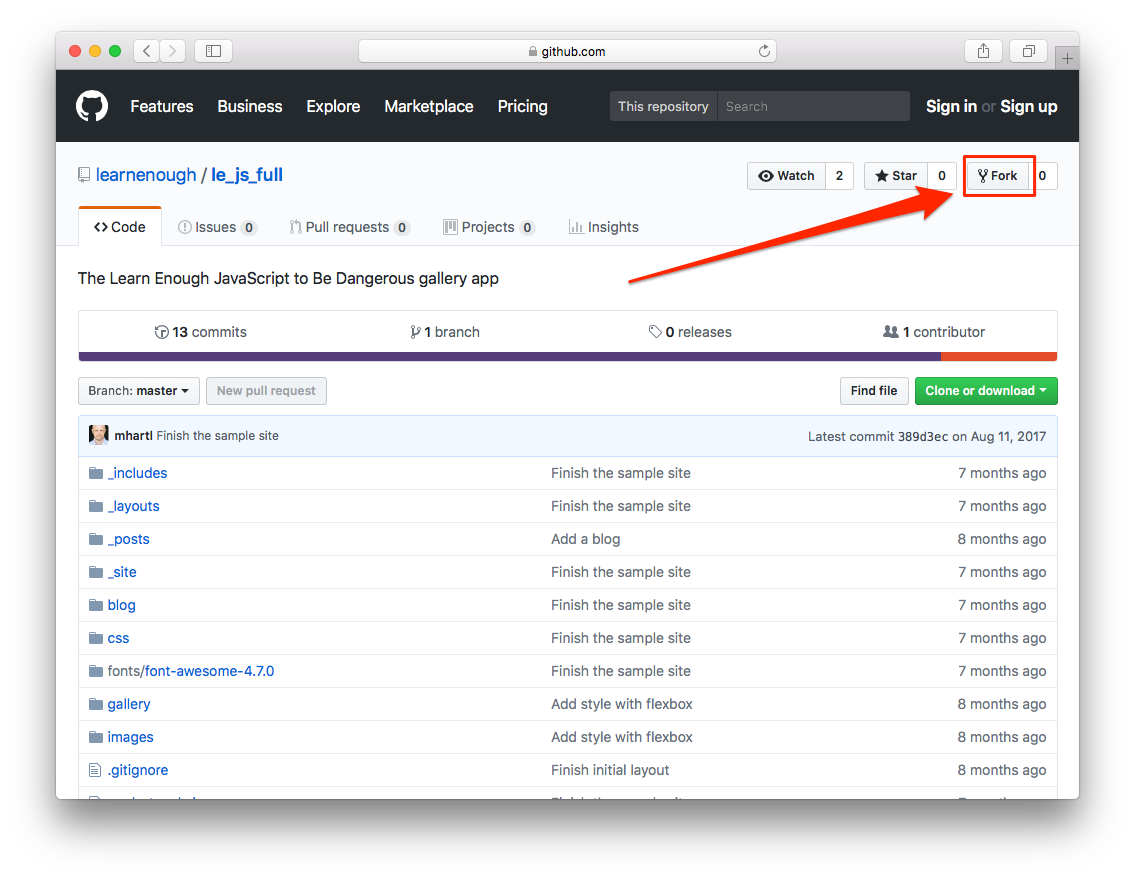 github.com
Features Business Explore Marketplace Pricing This repository Search Sign in or Sign up
learnenough / le_js_full Watch 2 Star 0 Fork 0
Code Issues 0 Pull requests 0 Projects 0 Insights
The Learn Enough JavaScript to Be Dangerous gallery app
13 commits 1 branch 0 releases 1 contributor
Branch: master New pull request Find file Clone or download
mhartl Finish the sample site Latest commit 389d3ec on Aug 11, 2017
_includes Finish the sample site 7 months ago
_layouts Finish the sample site 7 months ago
_posts Add a blog 8 months ago
_site Finish the sample site 7 months ago
blog Finish the sample site 7 months ago
css Finish the sample site 7 months ago
fonts/font-awesome-4.7.0 Finish the sample site 7 months ago
gallery Add style with flexbox 8 months ago
images Add style with flexbox 8 months ago
.gitignore Finish initial layout 8 months ago